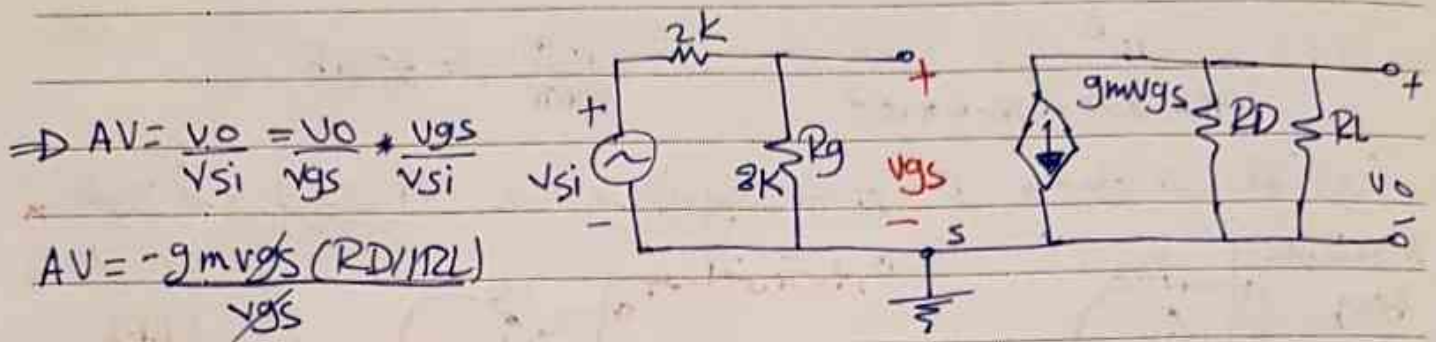 ⇒ AV = vo/vsi = vo/vgs * vgs/vsi
AV = -gmvgs(RD//RL)/vgs
2K
+
vsi
-
Rg
8K
+
vgs
-
s
gmvgs
RD
RL
+
vo
-